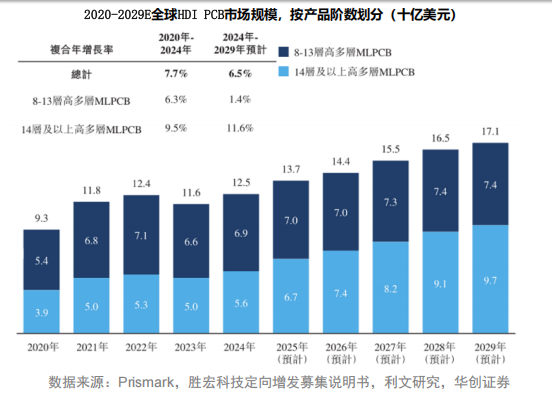 2020-2029E全球HDI PCB市场规模，按产品阶数划分（十亿美元）
複合年增長率 2020年-2024年 2024年-2029年預計
總計 7.7% 6.5%
8-13層高多層MLPCB 6.3% 1.4%
14層及以上高多層MLPCB 9.5% 11.6%
8-13層高多層MLPCB
14層及以上高多層MLPCB
9.3 11.8 12.4 11.6 12.5 13.7 14.4 15.5 16.5 17.1
5.4 6.8 7.1 6.6 6.9 7.0 7.0 7.3 7.4 7.4
3.9 5.0 5.3 5.0 5.6 6.7 7.4 8.2 9.1 9.7
2020年 2021年 2022年 2023年 2024年 2025年 2026年 2027年 2028年 2029年
(預計) (預計) (預計) (預計) (預計)
数据来源：Prismark，胜宏科技定向增发募集说明书，利文研究，华创证券